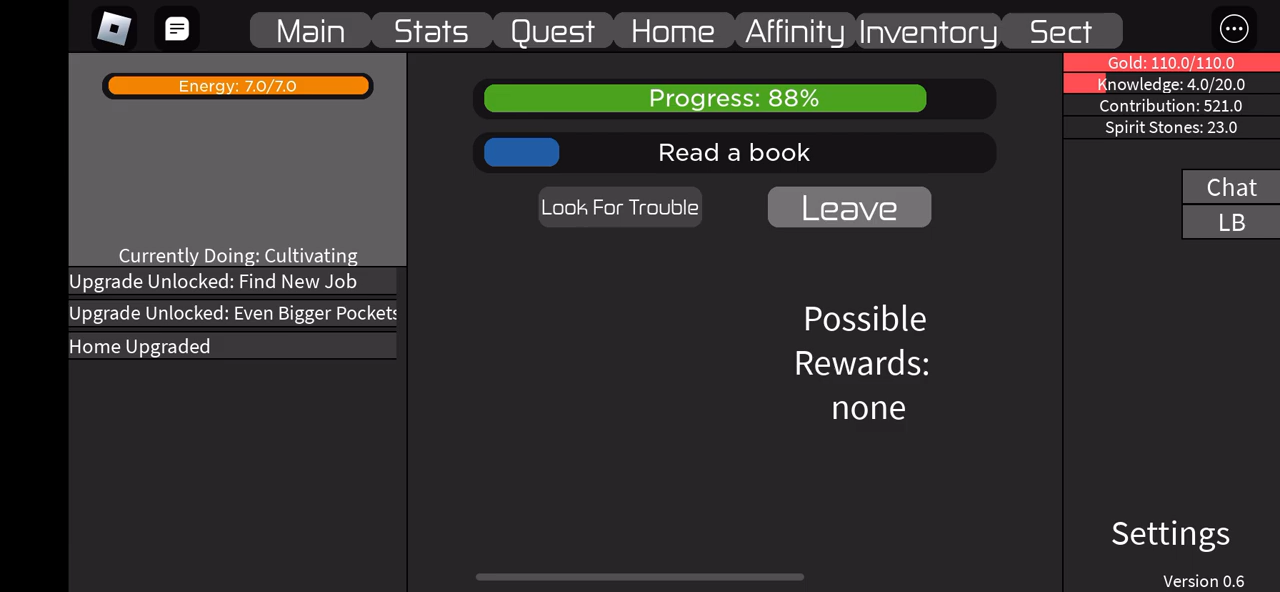 Main
Stats
Quest
Home
Affinity
Inventory
Sect
Energy: 7.0/7.0
Currently Doing: Cultivating
Upgrade Unlocked: Find New Job
Upgrade Unlocked: Even Bigger Pockets
Home Upgraded
Progress: 88%
Read a book
Look For Trouble
Leave
Possible
Rewards:
none
Gold: 110.0/110.0
Knowledge: 4.0/20.0
Contribution: 521.0
Spirit Stones: 23.0
Chat
LB
Settings
Version 0.6